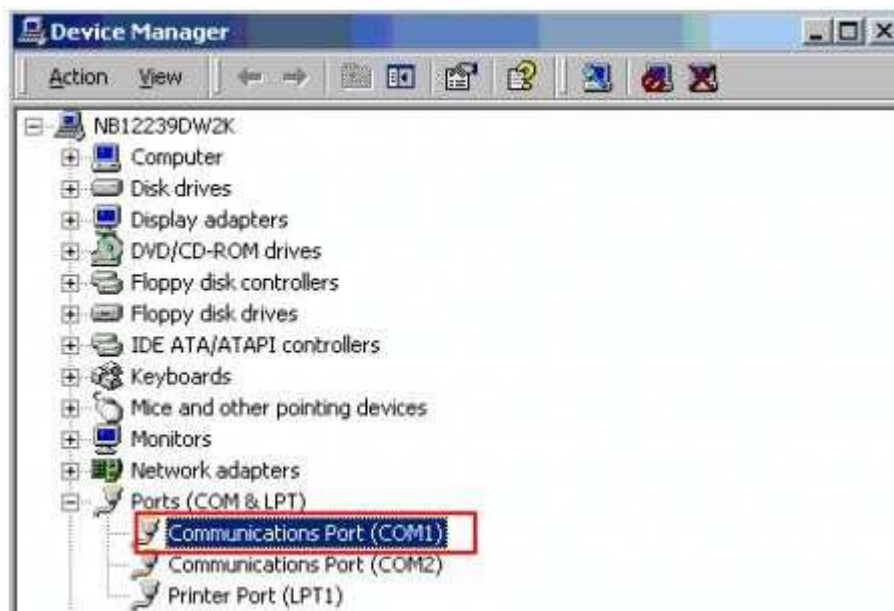 Device Manager
Action View
NB12239DW2K
Computer
Disk drives
Display adapters
DVD/CD-ROM drives
Floppy disk controllers
Floppy disk drives
IDE ATA/ATAPI controllers
Keyboards
Mice and other pointing devices
Monitors
Network adapters
Ports (COM & LPT)
Communications Port (COM1)
Communications Port (COM2)
Printer Port (LPT1)